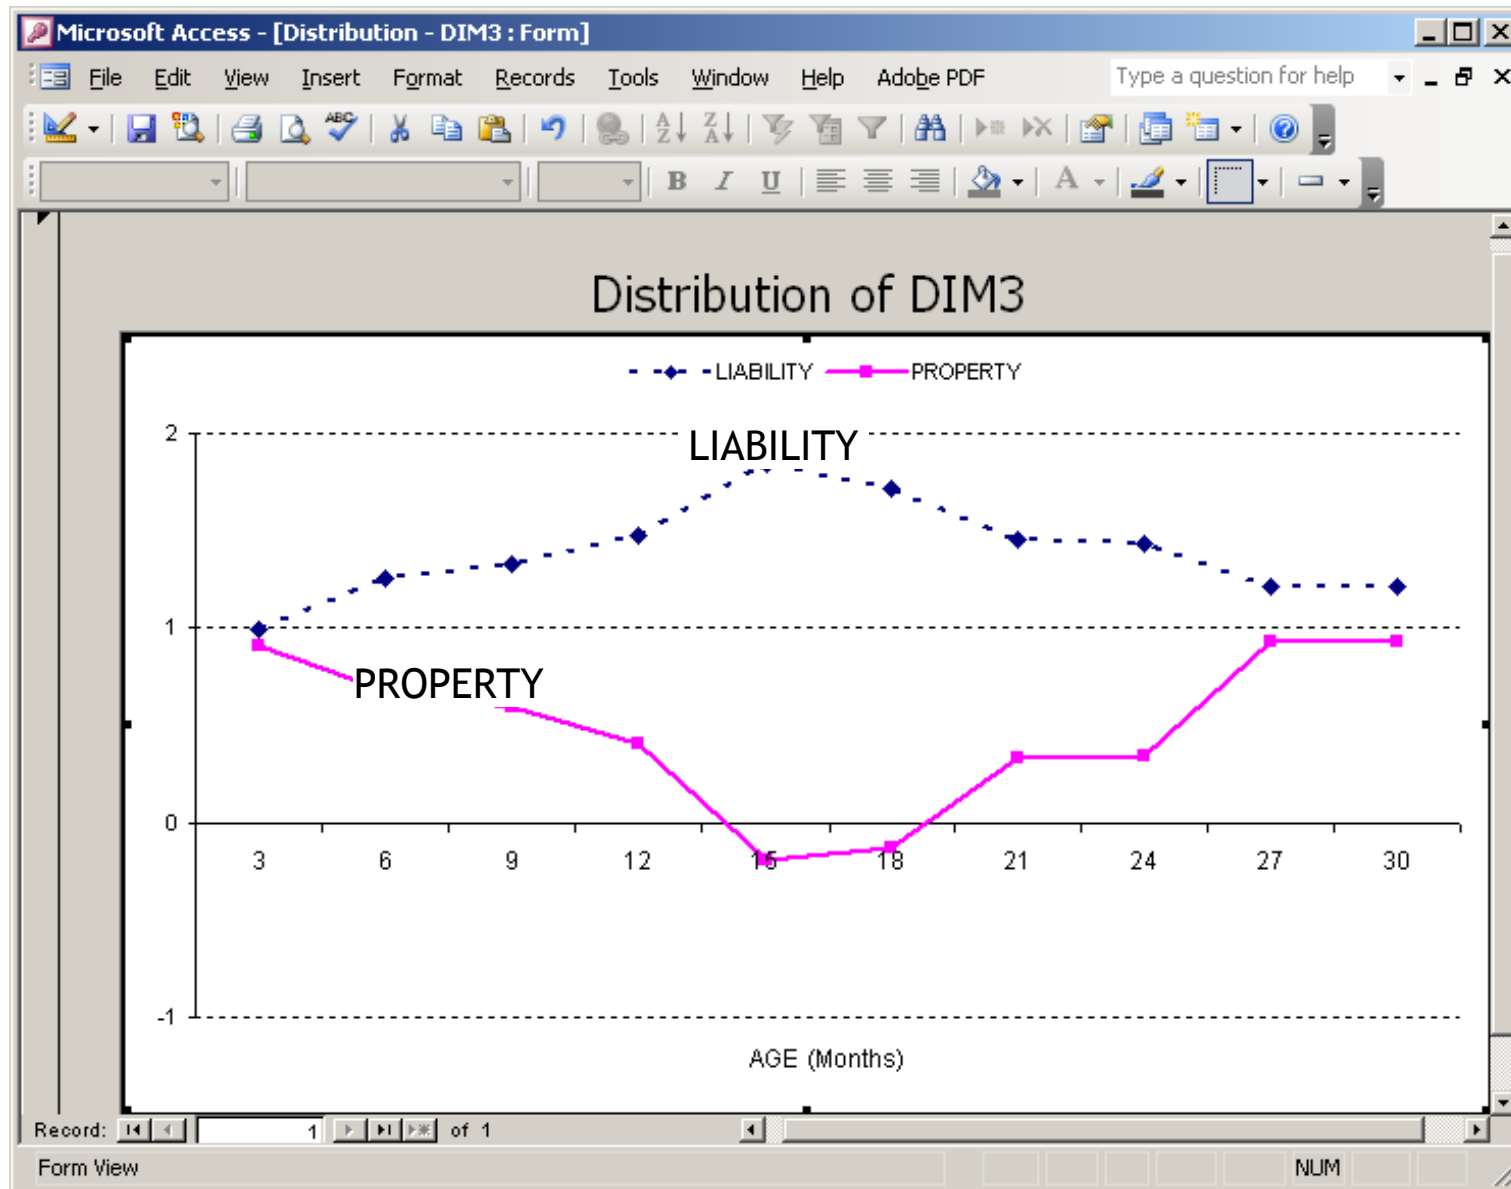 Microsoft Access - [Distribution - DIM3 : Form]
File Edit View Insert Format Records Tools Window Help Adobe PDF Type a question for help
Distribution of DIM3
LIABILITY PROPERTY
2
LIABILITY
1
PROPERTY
0
3 6 9 12 15 18 21 24 27 30
-1
AGE (Months)
Record: 1 of 1
Form View NUM